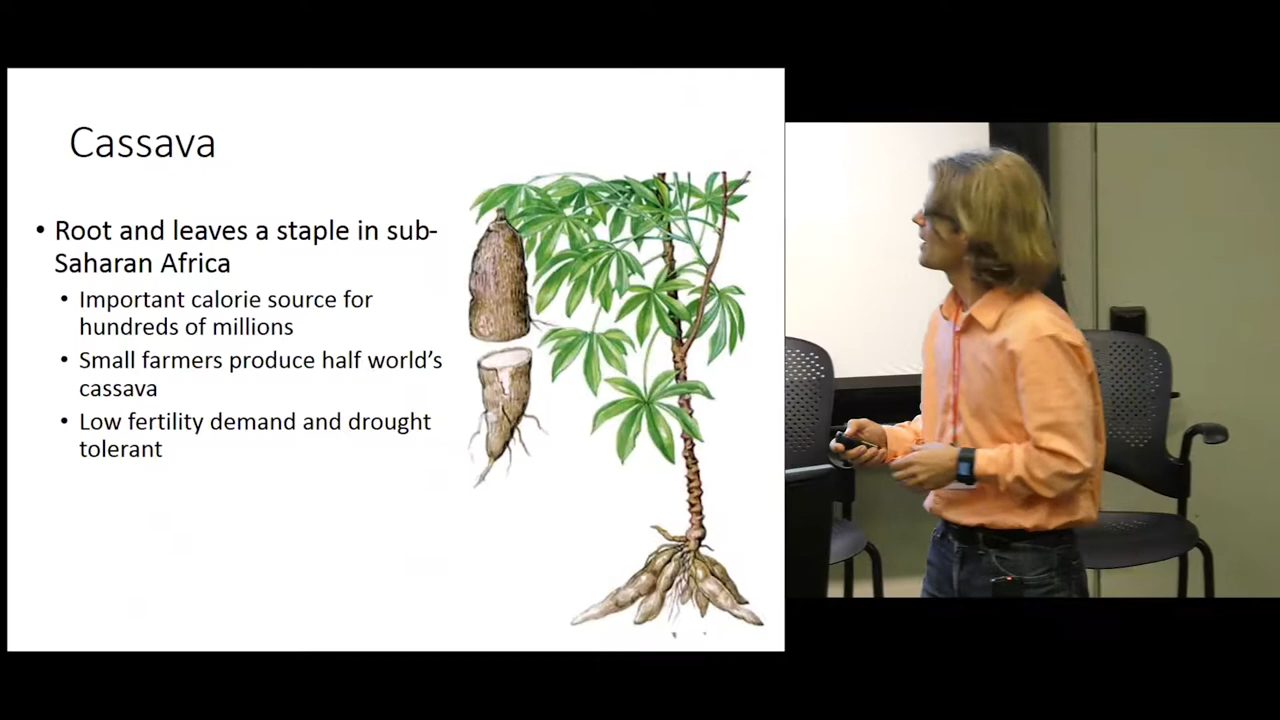 Cassava
• Root and leaves a staple in sub-
Saharan Africa
• Important calorie source for
hundreds of millions
• Small farmers produce half world's
cassava
• Low fertility demand and drought
tolerant